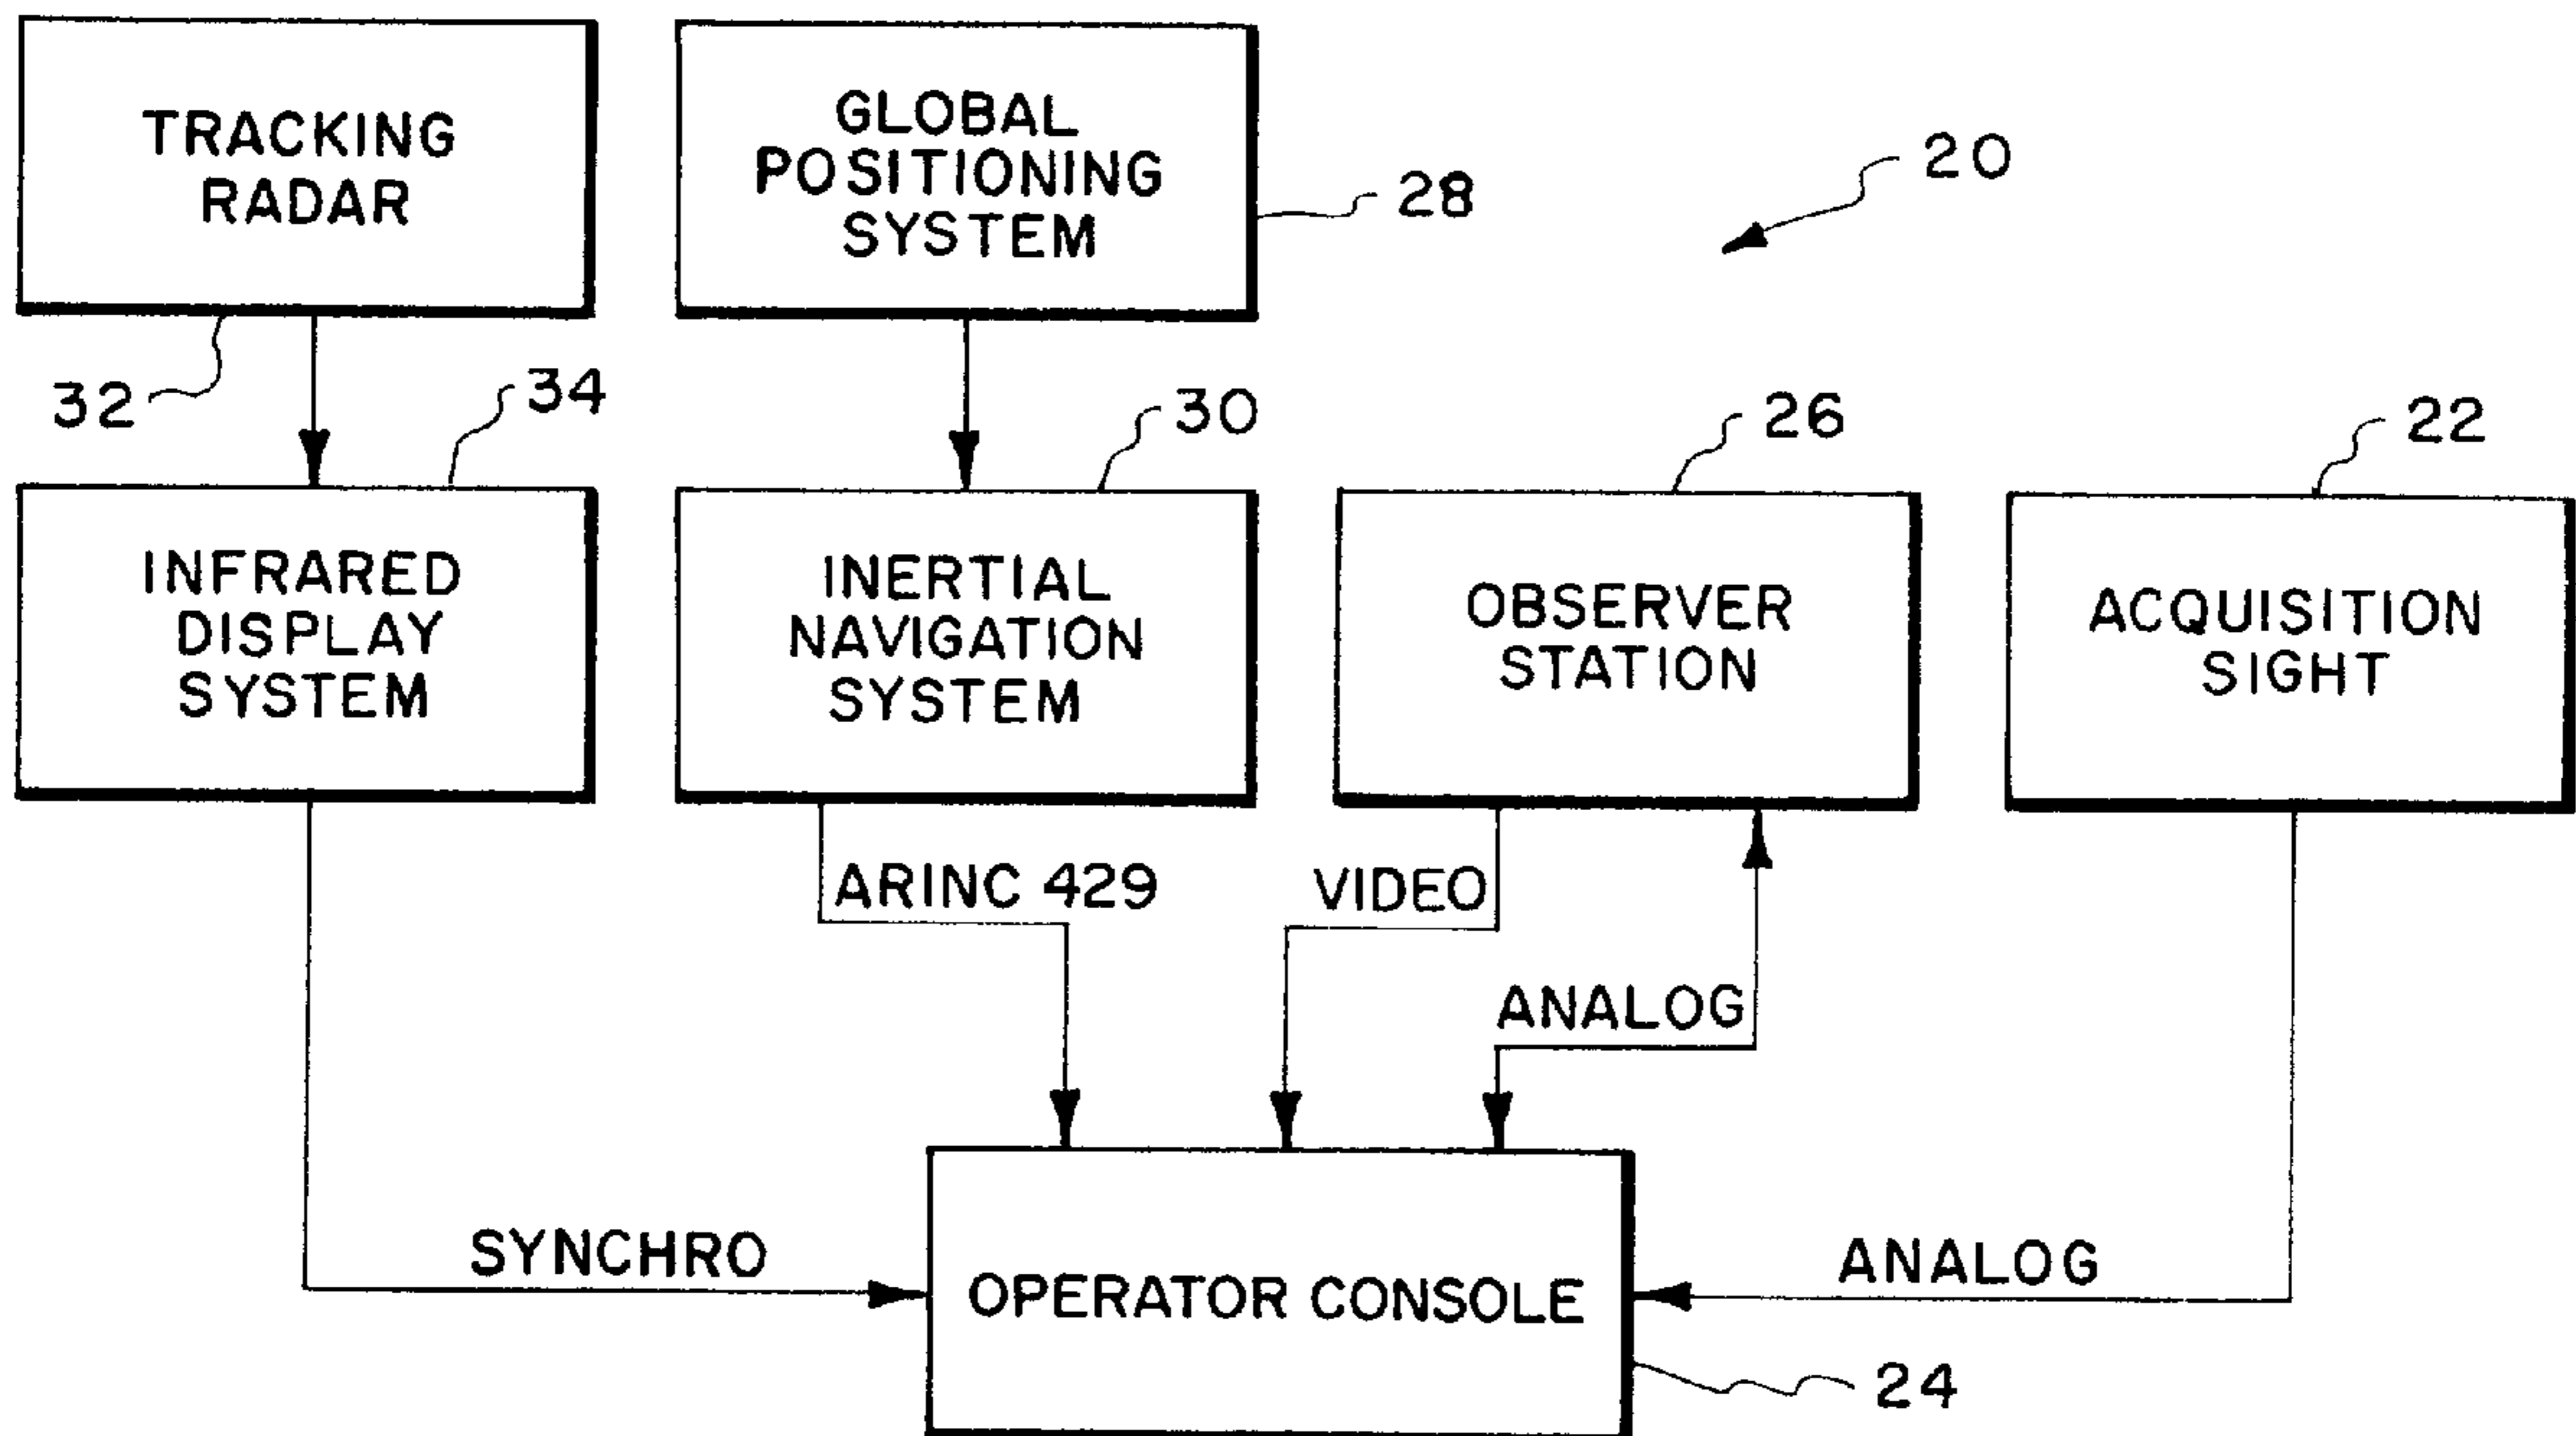 TRACKING
RADAR
GLOBAL
POSITIONING
SYSTEM
20
28
32
34
30
26
22
INFRARED
DISPLAY
SYSTEM
INERTIAL
NAVIGATION
SYSTEM
OBSERVER
STATION
ACQUISITION
SIGHT
ARINC 429
VIDEO
ANALOG
SYNCHRO
ANALOG
OPERATOR CONSOLE
24